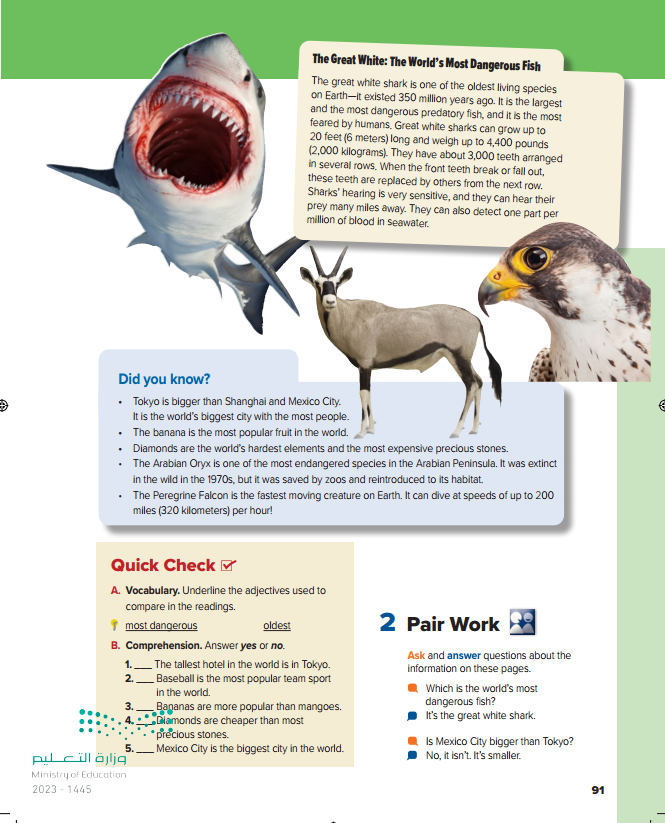 The Great White: The World's Most Dangerous Fish
The great white shark is one of the oldest living species
on Earth—it existed 350 million years ago. It is the largest
and the most dangerous predatory fish, and it is the most
feared by humans. Great white sharks can grow up to
20 feet (6 meters) long and weigh up to 4,400 pounds
(2,000 kilograms). They have about 3,000 teeth arranged
in several rows. When the front teeth break or fall out,
these teeth are replaced by others from the next row.
Sharks' hearing is very sensitive, and they can hear their
prey many miles away. They can also detect one part per
million of blood in seawater.
Did you know?
• Tokyo is bigger than Shanghai and Mexico City.
It is the world's biggest city with the most people.
• The banana is the most popular fruit in the world.
• Diamonds are the world's hardest elements and the most expensive precious stones.
• The Arabian Oryx is one of the most endangered species in the Arabian Peninsula. It was extinct
in the wild in the 1970s, but it was saved by zoos and reintroduced to its habitat.
• The Peregrine Falcon is the fastest moving creature on Earth. It can dive at speeds of up to 200
miles (320 kilometers) per hour!
Quick Check
A. Vocabulary. Underline the adjectives used to
compare in the readings.
most dangerous oldest
B. Comprehension. Answer yes or no.
1. ___ The tallest hotel in the world is in Tokyo.
2. ___ Baseball is the most popular team sport
in the world.
3. ___ Bananas are more popular than mangoes.
4. ___ Diamonds are cheaper than most
precious stones.
5. ___ Mexico City is the biggest city in the world.
2 Pair Work
Ask and answer questions about the
information on these pages.
Which is the world's most
dangerous fish?
It's the great white shark.
Is Mexico City bigger than Tokyo?
No, it isn't. It's smaller.
وزارة التعليم
Ministry of Education
2023 - 1445
91